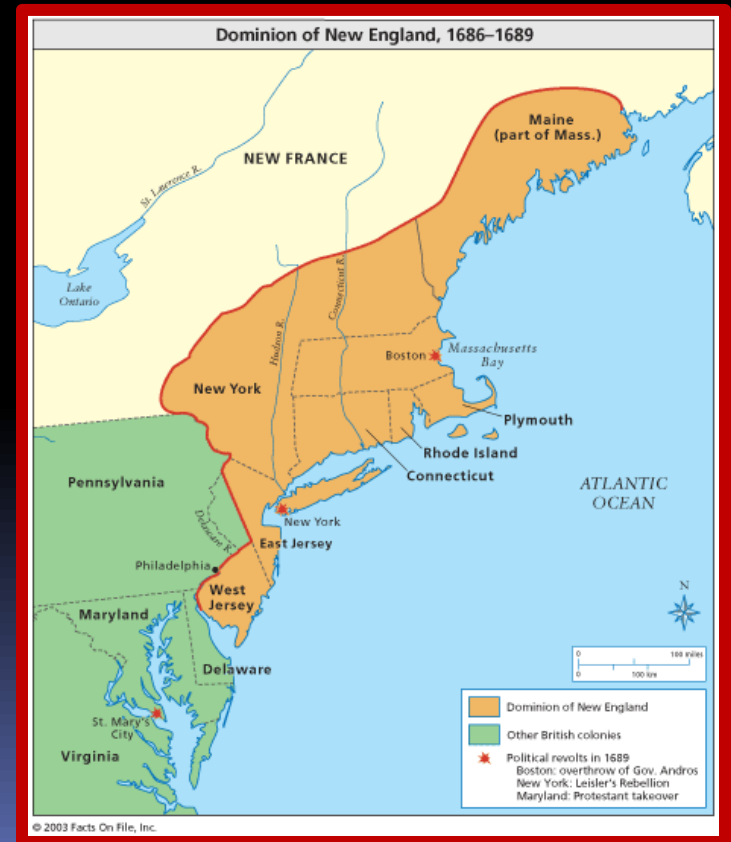 Dominion of New England, 1686–1689
Maine
(part of Mass.)
NEW FRANCE
St. Lawrence R.
Lake
Ontario
Connecticut R.
Hudson R.
Boston
Massachusetts
Bay
New York
Plymouth
Rhode Island
Connecticut
Pennsylvania
ATLANTIC
OCEAN
New York
Delaware R.
East Jersey
Philadelphia
West
Jersey
N
Maryland
0 100 miles
0 100 km
Delaware
St. Mary's
City
Virginia
Dominion of New England
Other British colonies
Political revolts in 1689
Boston: overthrow of Gov. Andros
New York: Leisler's Rebellion
Maryland: Protestant takeover
© 2003 Facts On File, Inc.